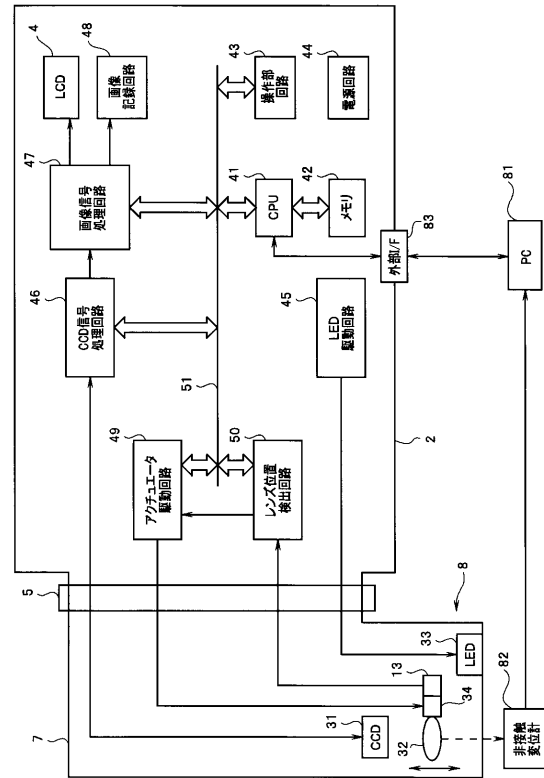 47
画像信号
処理回路
4
LCD
48
画像
記録回路
46
CCD信号
処理回路
43
操作部
回路
44
電源回路
41
CPU
42
メモリ
51
49
アクチュエータ
駆動回路
50
レンズ位置
検出回路
45
LED
駆動回路
83
外部I/F
81
PC
2
5
7
8
31
CCD
32
13
34
33
LED
82
非接触
変位計